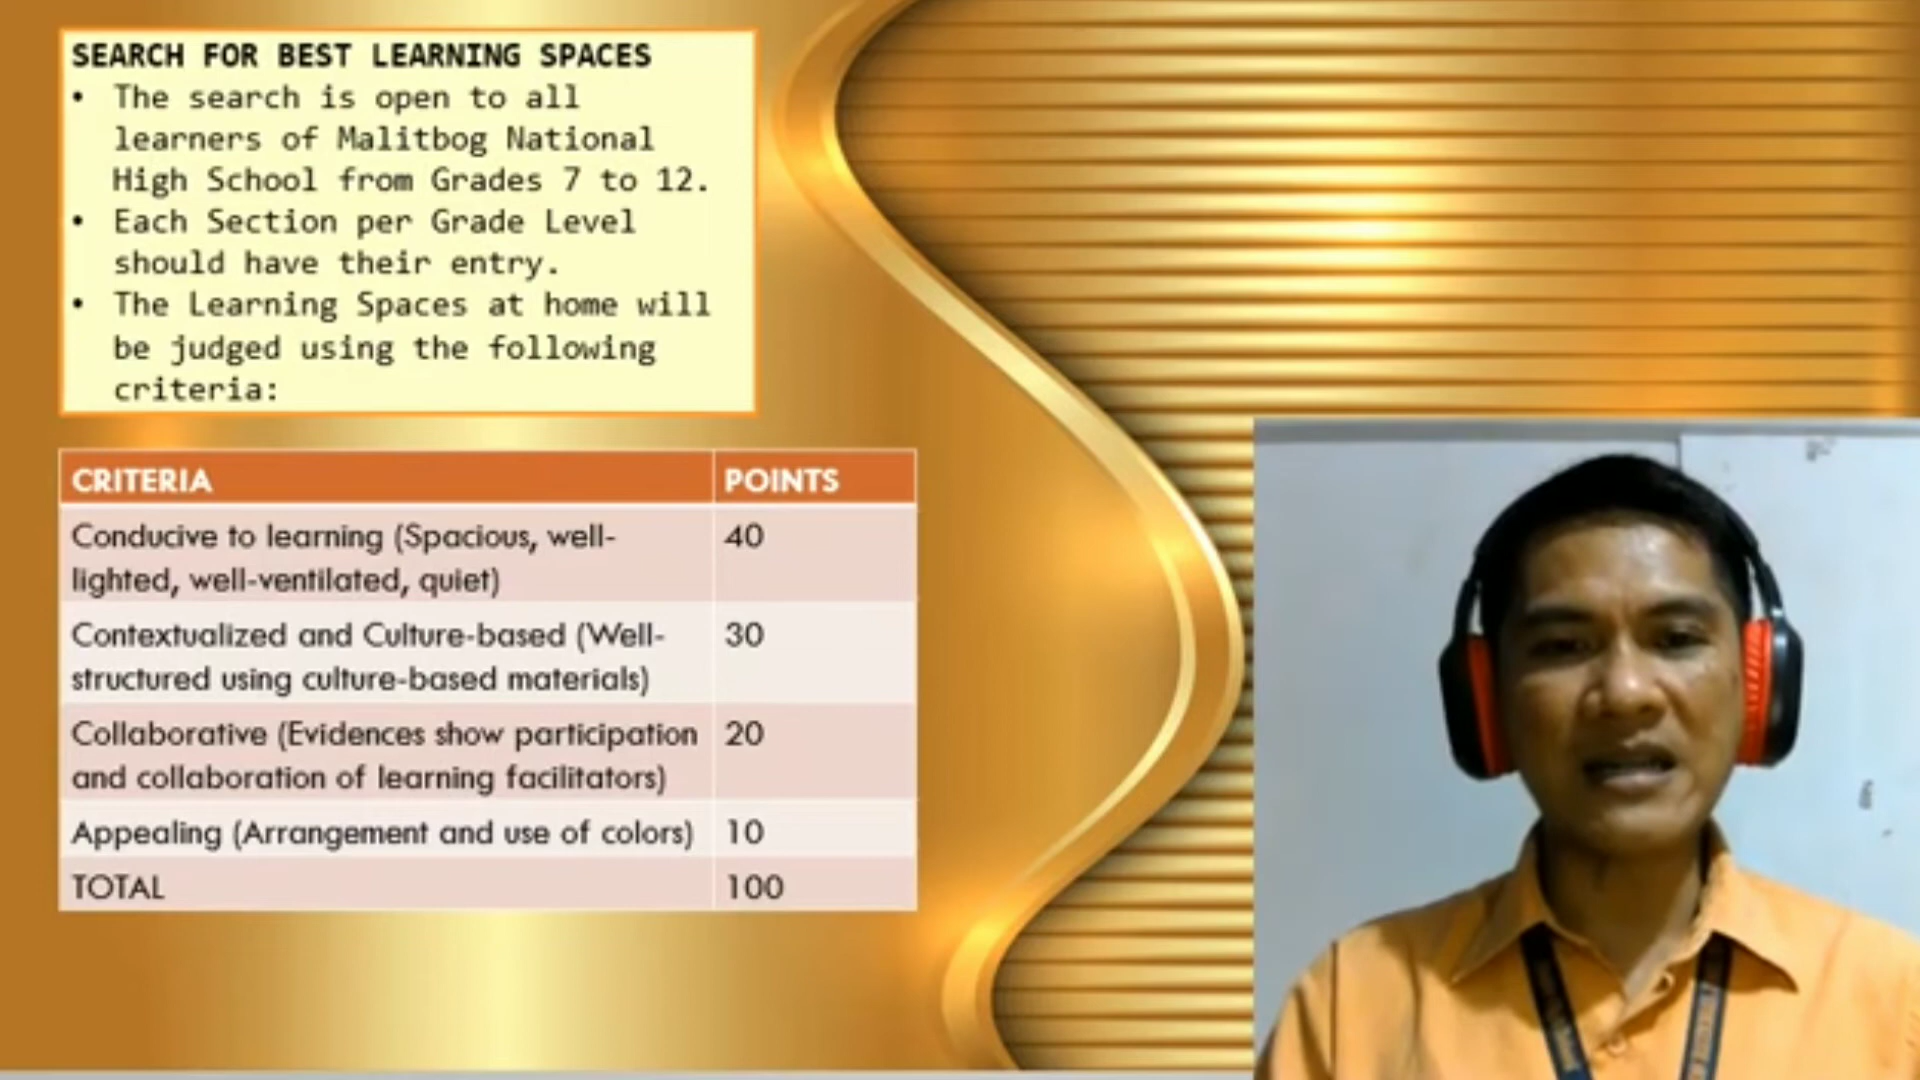 SEARCH FOR BEST LEARNING SPACES
• The search is open to all
learners of Malitbog National
High School from Grades 7 to 12.
• Each Section per Grade Level
should have their entry.
• The Learning Spaces at home will
be judged using the following
criteria:
CRITERIA POINTS
Conducive to learning (Spacious, well- 40
lighted, well-ventilated, quiet)
Contextualized and Culture-based (Well- 30
structured using culture-based materials)
Collaborative (Evidences show participation 20
and collaboration of learning facilitators)
Appealing (Arrangement and use of colors) 10
TOTAL 100